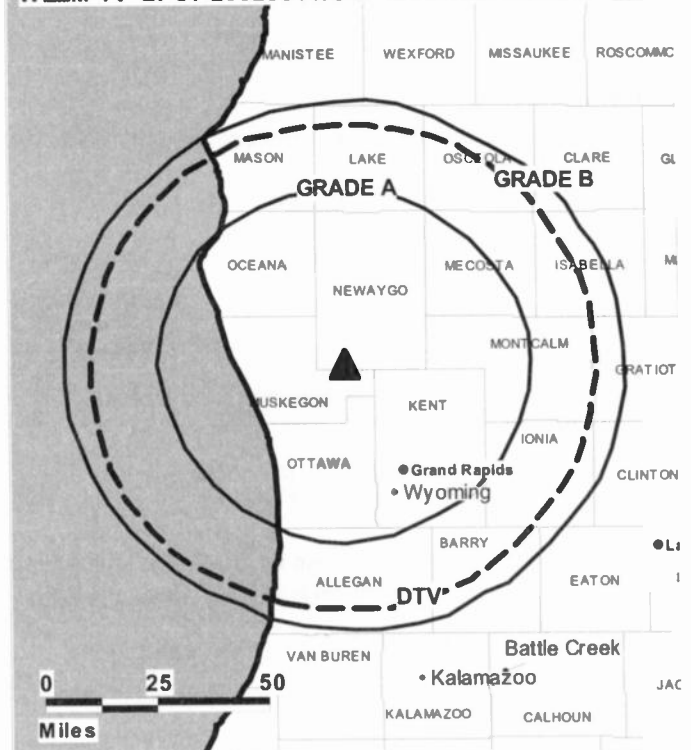 MANISTEE WEXFORD MISSAUKEE ROSCOMMC
MASON LAKE OSCEOLA CLARE
GRADE A GRADE B
OCEANA MECOSTA ISABELLA
NEWAYGO
MONTCALM
GRATIOT
MUSKEGON KENT
IONIA
OTTAWA
Grand Rapids
CLINTON
Wyoming
BARRY
ALLEGAN
EATON
DTV
VAN BUREN
Battle Creek
0 25 50
Kalamazoo
JAC
Miles
KALAMAZOO CALHOUN